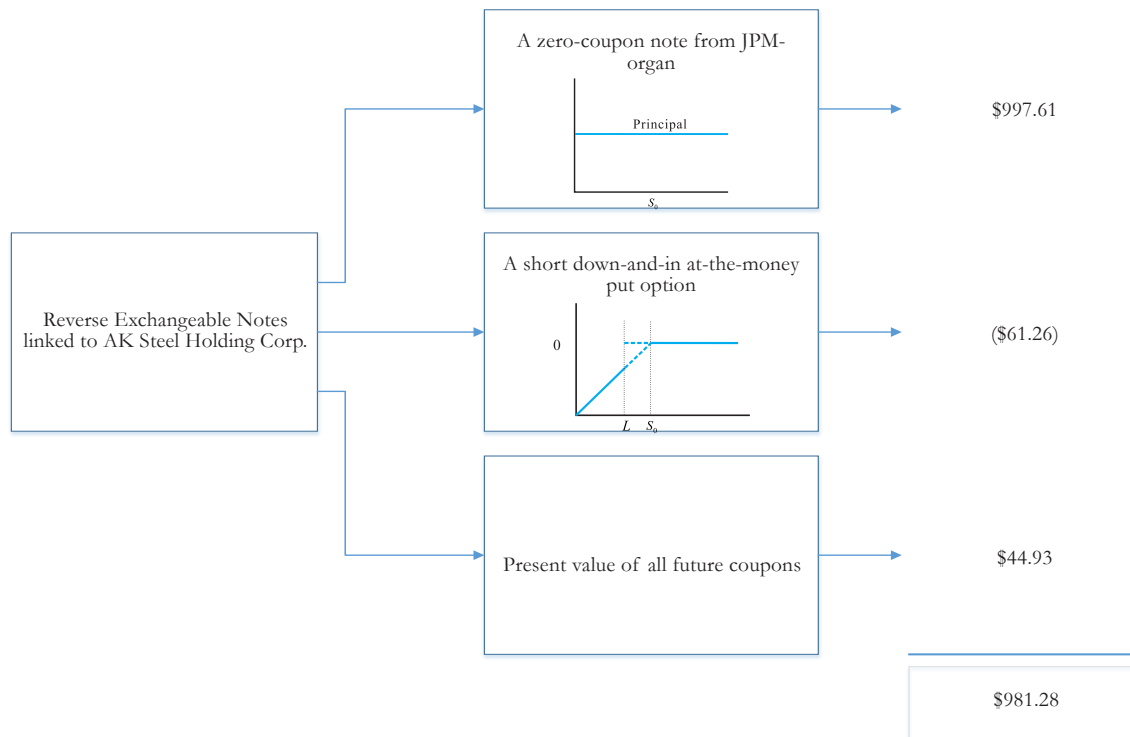 A zero-coupon note from JPM-
organ
Principal
S₀
$997.61
Reverse Exchangeable Notes
linked to AK Steel Holding Corp.
A short down-and-in at-the-money
put option
0
L S₀
($61.26)
Present value of all future coupons
$44.93
$981.28